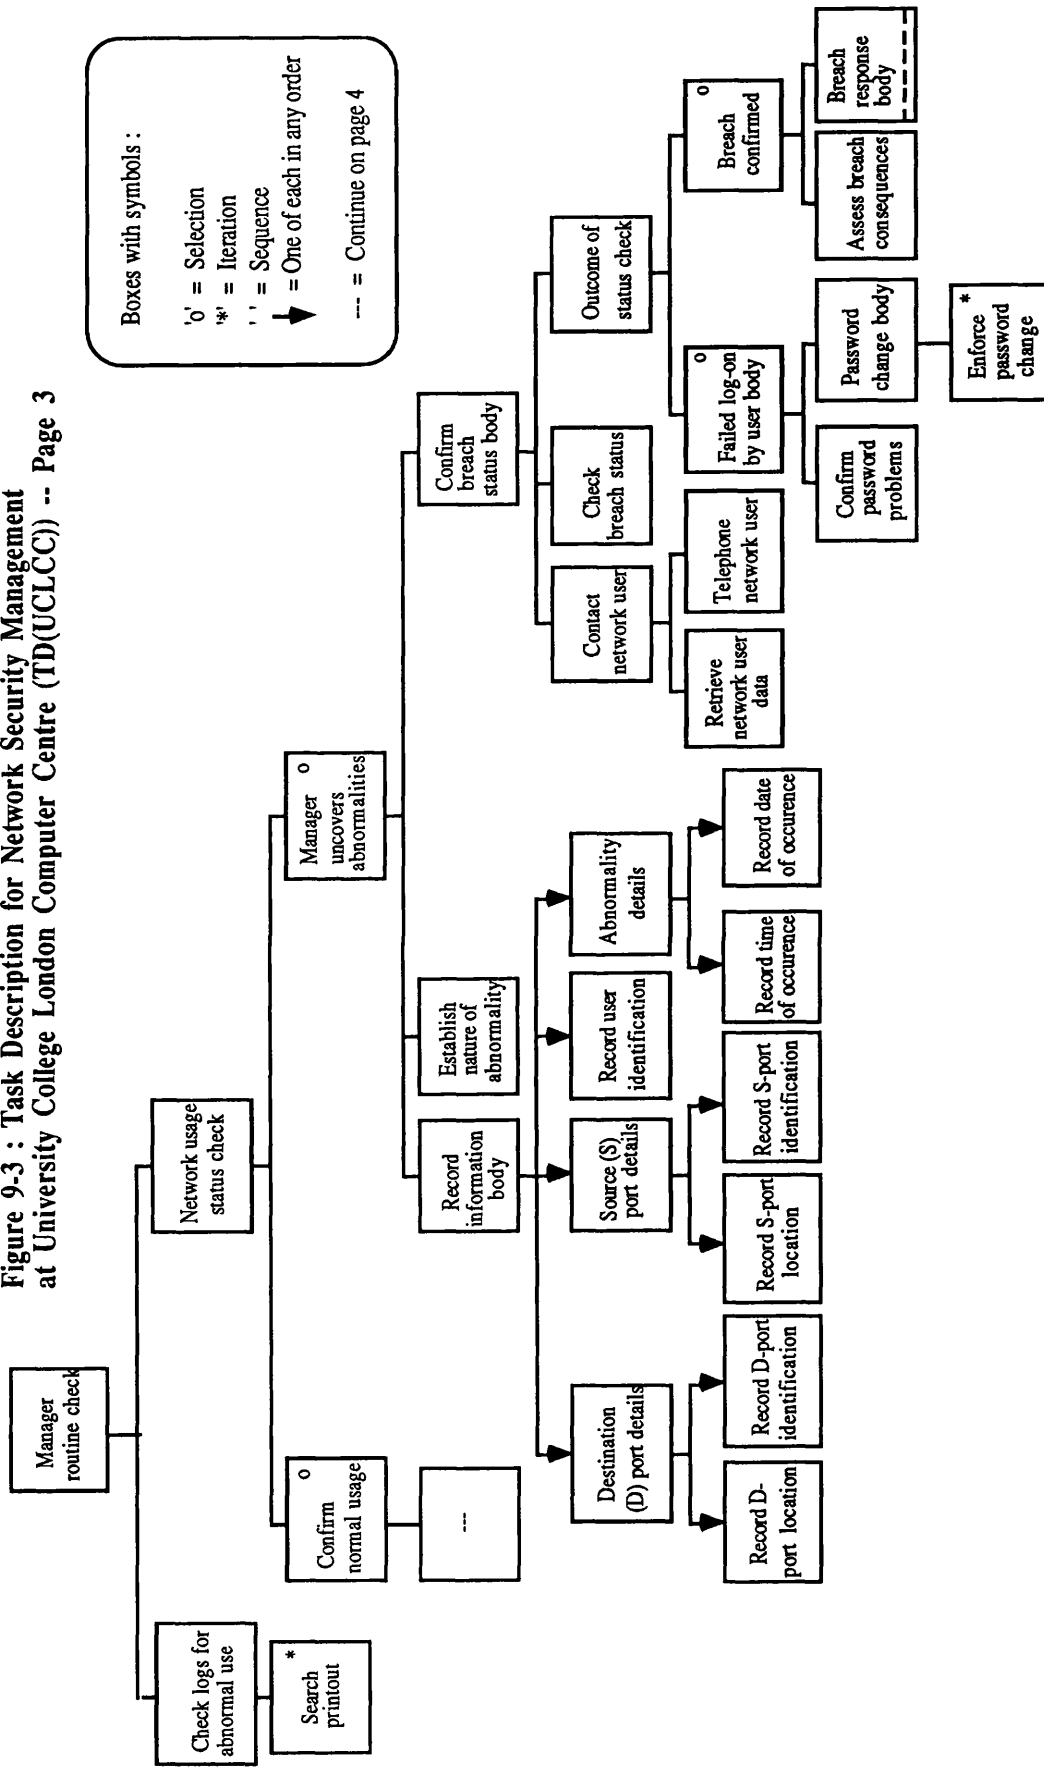 Figure 9-3 : Task Description for Network Security Management
at University College London Computer Centre (TD(UCLCC)) -- Page 3
Boxes with symbols :
'o' = Selection
'*' = Iteration
' ' = Sequence
= One of each in any order
--- = Continue on page 4
Manager
routine check
Check logs for
abnormal use
Network usage
status check
Search
printout
*
Confirm
normal usage
o
Manager
uncovers
abnormalities
o
---
Record
information
body
Establish
nature of
abnormality
Confirm
breach
status body
Destination
(D) port details
Source (S)
port details
Record user
identification
Abnormality
details
Contact
network user
Check
breach status
Outcome of
status check
Record D-
port location
Record D-port
identification
Record S-port
location
Record S-port
identification
Record time
of occurence
Record date
of occurence
Retrieve
network user
data
Telephone
network user
Failed log-on
by user body
o
Breach
confirmed
o
Confirm
password
problems
Password
change body
Assess breach
consequences
Breach
response
body
Enforce
password
change
*